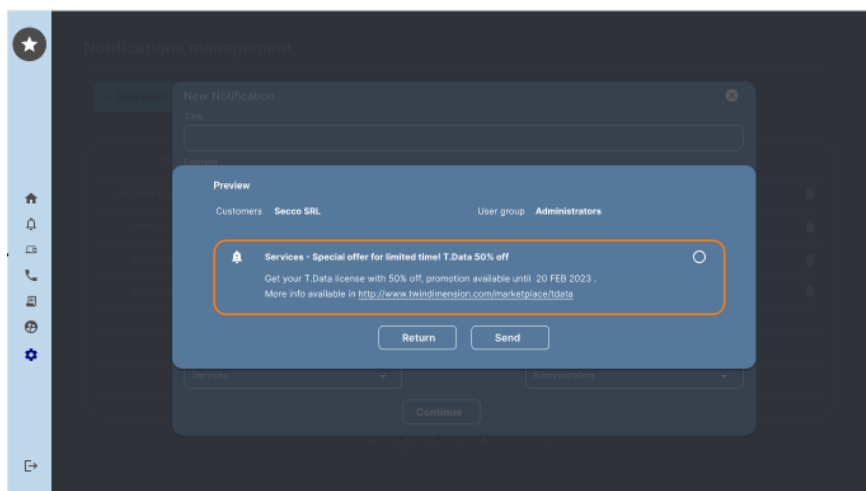 Notifications management
New Notification
Title
Content
Preview
Customers Secco SRL User group Administrators
Services - Special offer for limited time! T.Data 50% off
Get your T.Data license with 50% off, promotion available until 20 FEB 2023 .
More info available in http://www.twindimension.com/marketplace/tdata
Return Send
Services Administrators
Continue